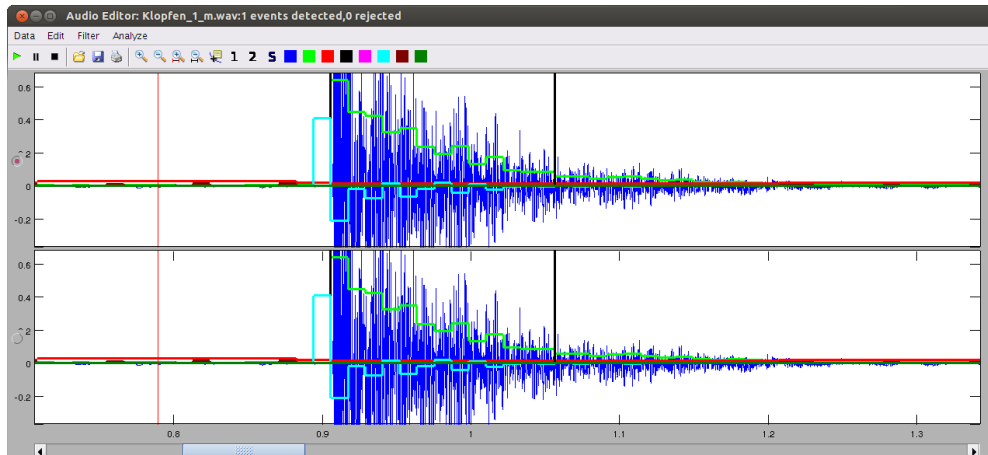 Audio Editor: Klopfen_1_m.wav:1 events detected,0 rejected
Data Edit Filter Analyze
1 2 S
0.6
0.4
0.2
0
-0.2
0.6
0.4
0.2
0
-0.2
0.8 0.9 1 1.1 1.2 1.3